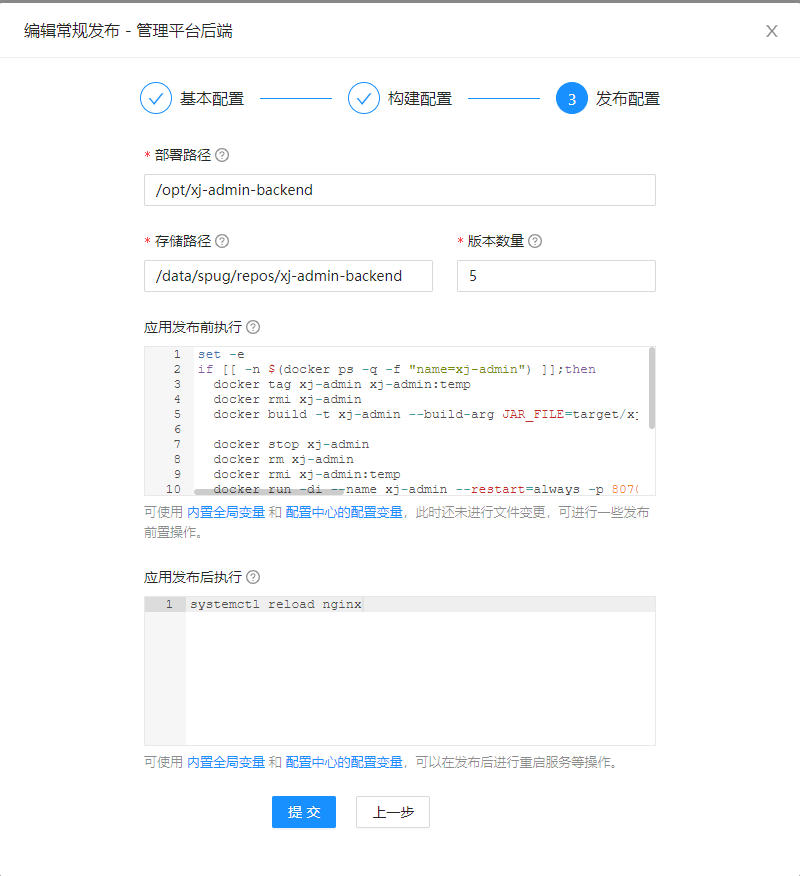 编辑常规发布 - 管理平台后端 X
基本配置 构建配置 3 发布配置
* 部署路径 ?
/opt/xj-admin-backend
* 存储路径 ? * 版本数量 ?
/data/spug/repos/xj-admin-backend 5
应用发布前执行 ?
1 set -e
2 if [[ -n $(docker ps -q -f "name=xj-admin") ]];then
3 docker tag xj-admin xj-admin:temp
4 docker rmi xj-admin
5 docker build -t xj-admin --build-arg JAR_FILE=target/xj
6
7 docker stop xj-admin
8 docker rm xj-admin
9 docker rmi xj-admin:temp
10 docker run -di --name xj-admin --restart=always -p 807(
可使用 内置全局变量 和 配置中心的配置变量，此时还未进行文件变更，可进行一些发布
前置操作。
应用发布后执行 ?
1 systemctl reload nginx
可使用 内置全局变量 和 配置中心的配置变量，可以在发布后进行重启服务等操作。
提 交 上一步